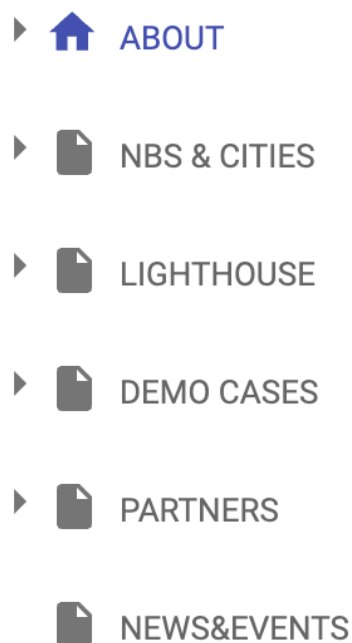 ABOUT
NBS & CITIES
LIGHTHOUSE
DEMO CASES
PARTNERS
NEWS&EVENTS